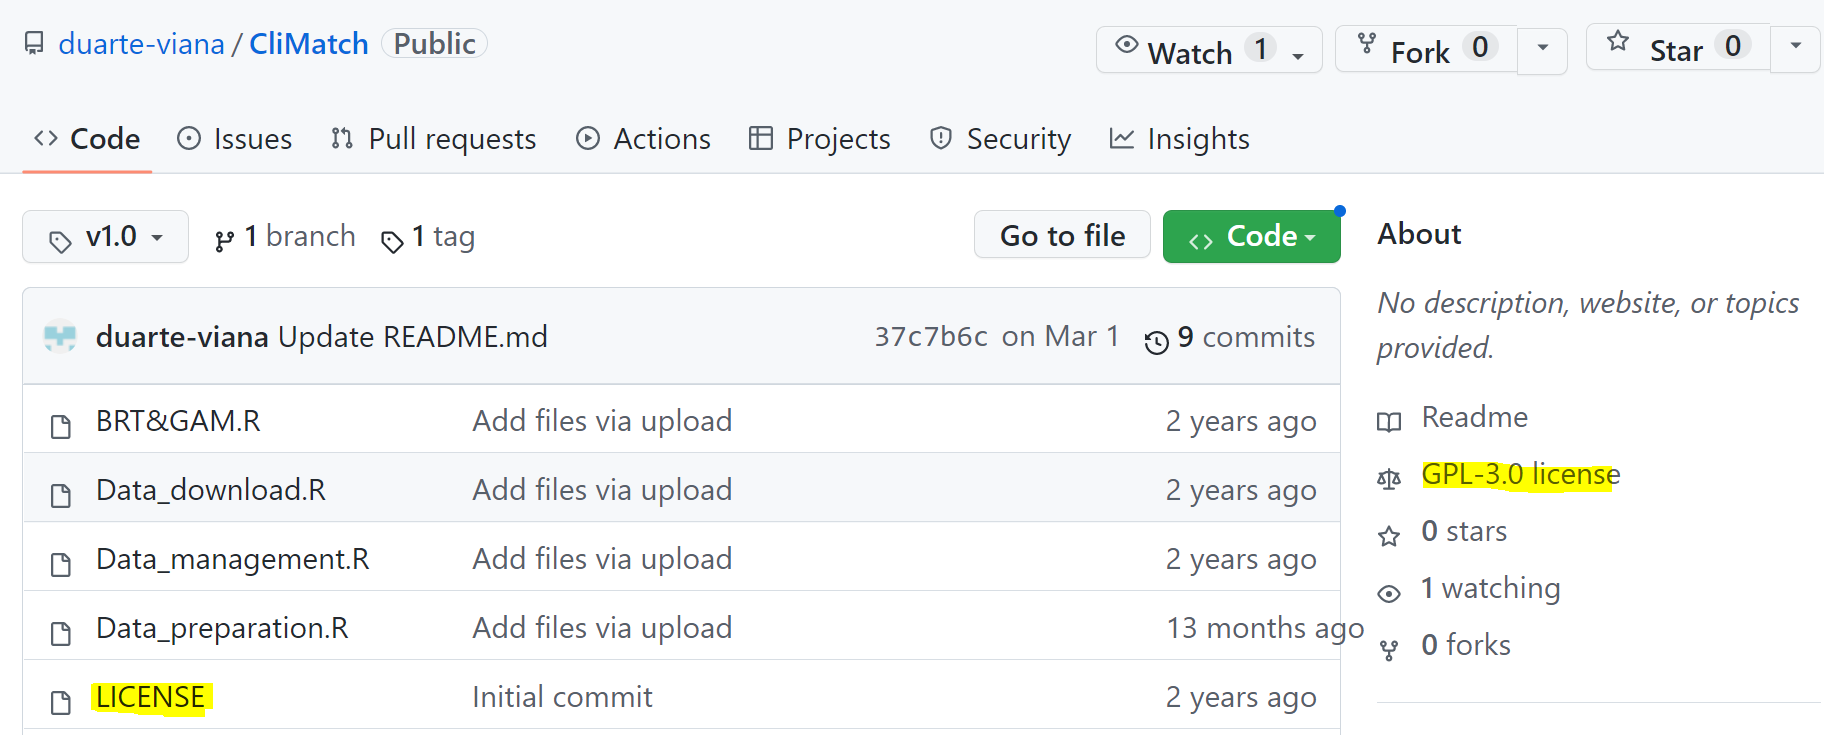 duarte-viana / CliMatch Public
Watch 1
Fork 0
Star 0
Code
Issues
Pull requests
Actions
Projects
Security
Insights
v1.0
1 branch
1 tag
Go to file
Code
duarte-viana Update README.md 37c7b6c on Mar 1 9 commits
BRT&GAM.R Add files via upload 2 years ago
Data_download.R Add files via upload 2 years ago
Data_management.R Add files via upload 2 years ago
Data_preparation.R Add files via upload 13 months ago
LICENSE Initial commit 2 years ago
About
No description, website, or topics
provided.
Readme
GPL-3.0 license
0 stars
1 watching
0 forks